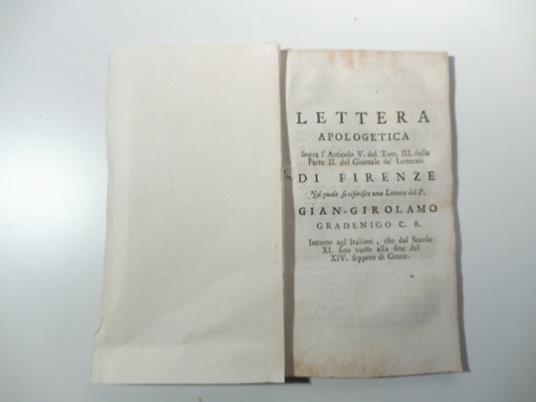 LETTERA
APOLOGETICA
Sopra l'Articolo V. del Tom. III. della
Parte II. del Giornale de' Letterati
DI FIRENZE
Nel quale si riferisce una Lettera del P.
GIAN-GIROLAMO
GRADENIGO C. R.
Intorno agl'Italiani, che dal Secolo
XI. sino verso alla fine del
XIV. seppero di Greco.